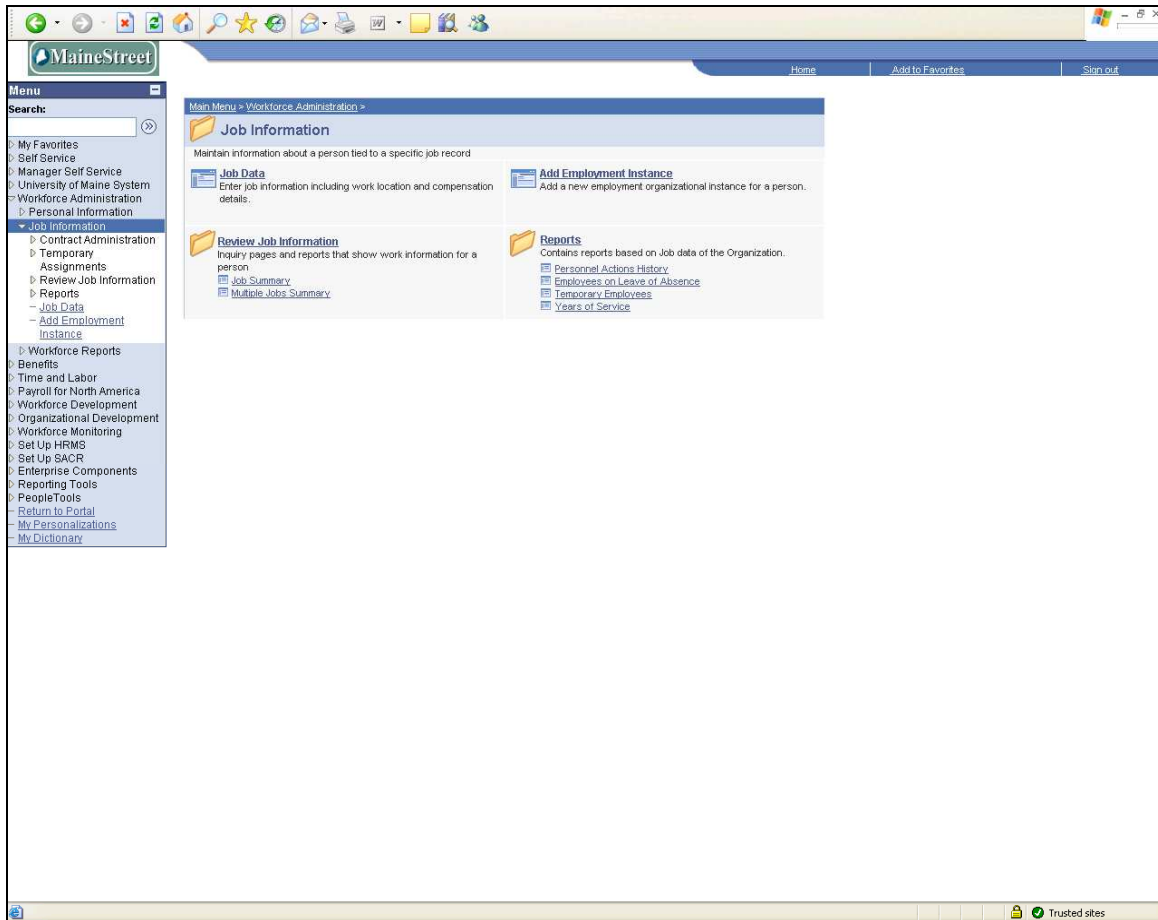 MaineStreet
Home
Add to Favorites
Sign out
Menu
Search:
My Favorites
Self Service
Manager Self Service
University of Maine System
Workforce Administration
Personal Information
Job Information
Contract Administration
Temporary
Assignments
Review Job Information
Reports
Job Data
Add Employment
Instance
Workforce Reports
Benefits
Time and Labor
Payroll for North America
Workforce Development
Organizational Development
Workforce Monitoring
Set Up HRMS
Set Up SACR
Enterprise Components
Reporting Tools
PeopleTools
Return to Portal
My Personalizations
My Dictionary
Main Menu > Workforce Administration >
Job Information
Maintain information about a person tied to a specific job record
Job Data
Enter job information including work location and compensation
details.
Add Employment Instance
Add a new employment organizational instance for a person.
Review Job Information
Inquiry pages and reports that show work information for a
person
Job Summary
Multiple Jobs Summary
Reports
Contains reports based on Job data of the Organization.
Personnel Actions History
Employees on Leave of Absence
Temporary Employees
Years of Service
Trusted sites